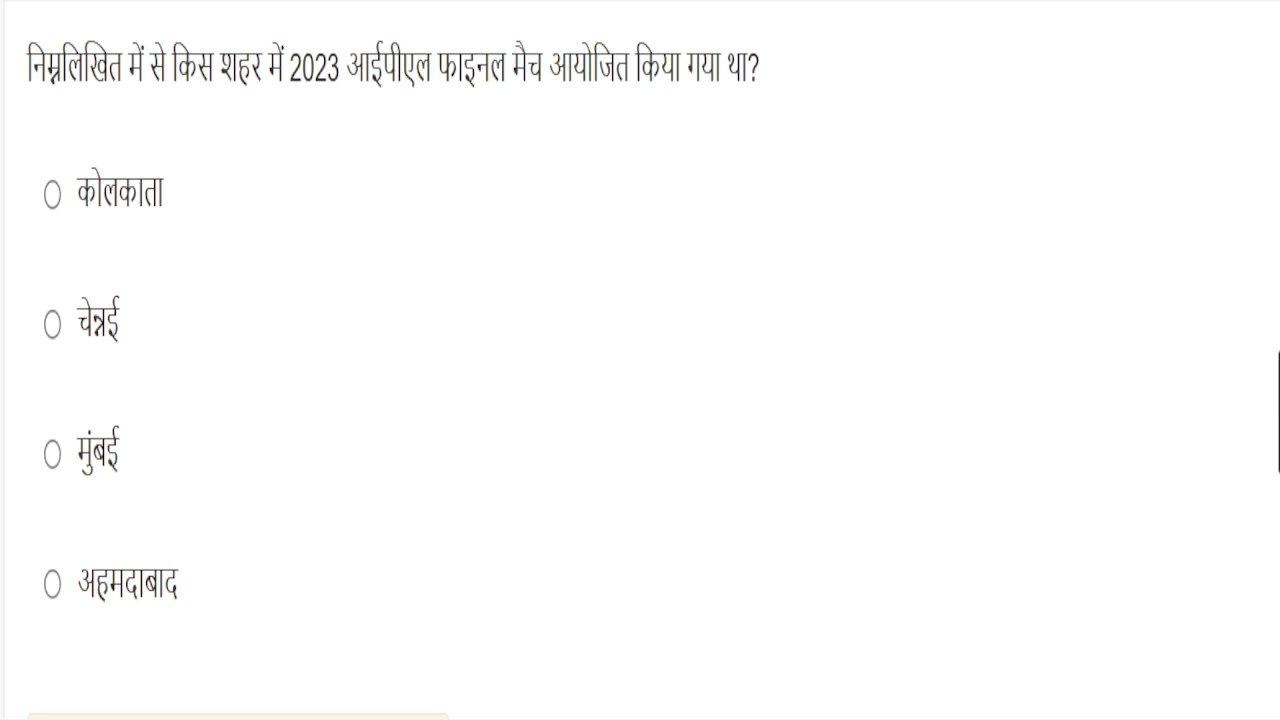 निम्नलिखित में से किस शहर में 2023 आईपीएल फाइनल मैच आयोजित किया गया था?
कोलकाता
चेन्नई
मुंबई
अहमदाबाद